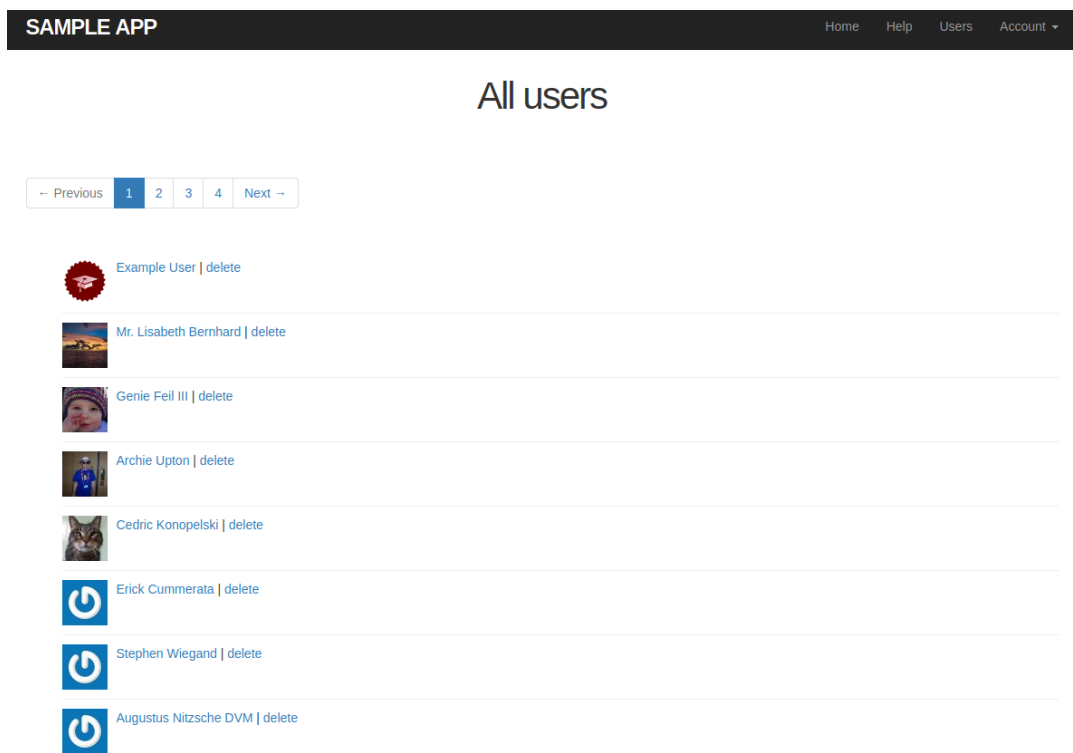 SAMPLE APP Home Help Users Account
All users
← Previous 1 2 3 4 Next →
Example User | delete
Mr. Lisabeth Bernhard | delete
Genie Feil III | delete
Archie Upton | delete
Cedric Konopelski | delete
Erick Cummerata | delete
Stephen Wiegand | delete
Augustus Nitzsche DVM | delete